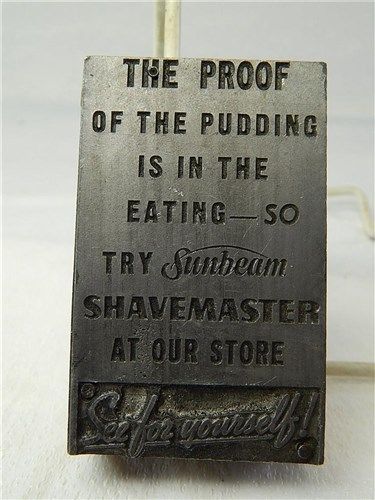 THE PROOF
OF THE PUDDING
IS IN THE
EATING—SO
TRY Sunbeam
SHAVEMASTER
AT OUR STORE
See for yourself!